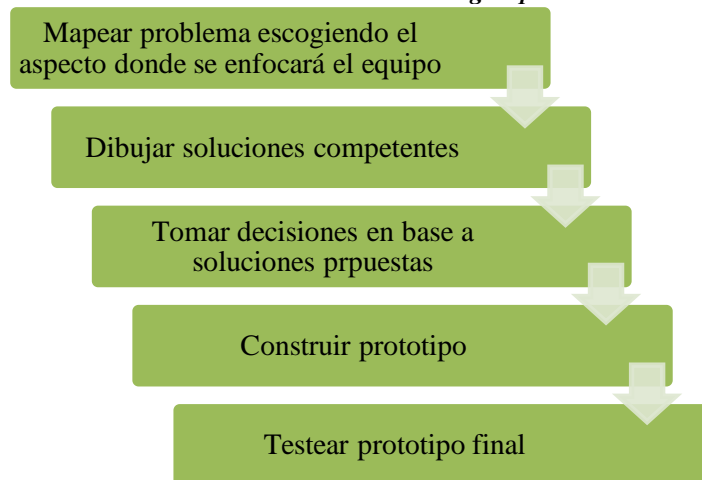 Mapear problema escogiendo el
aspecto donde se enfocará el equipo
Dibujar soluciones competentes
Tomar decisiones en base a
soluciones prpuestas
Construir prototipo
Testear prototipo final